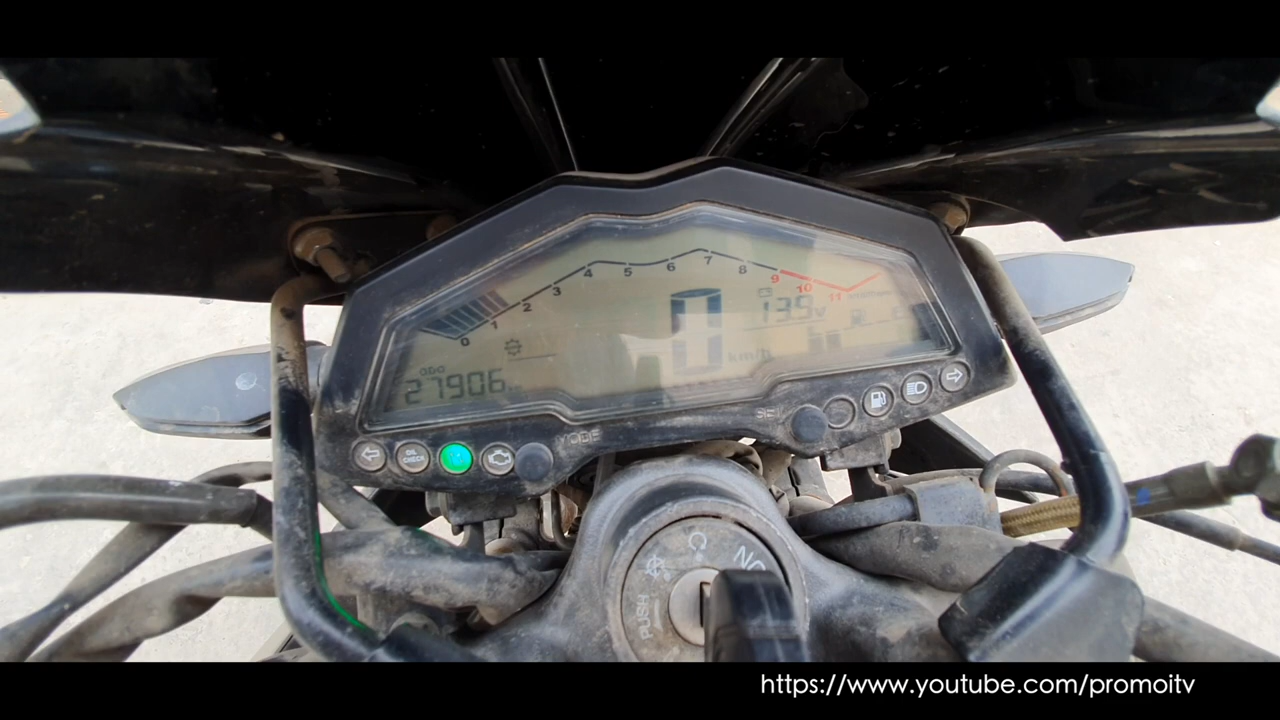 0 1 2 3 4 5 6 7 8 9 10 11
13.9v
km/h
ODO
27906
OIL
CHECK
MODE
SET
ON
PUSH
https://www.youtube.com/promoitv